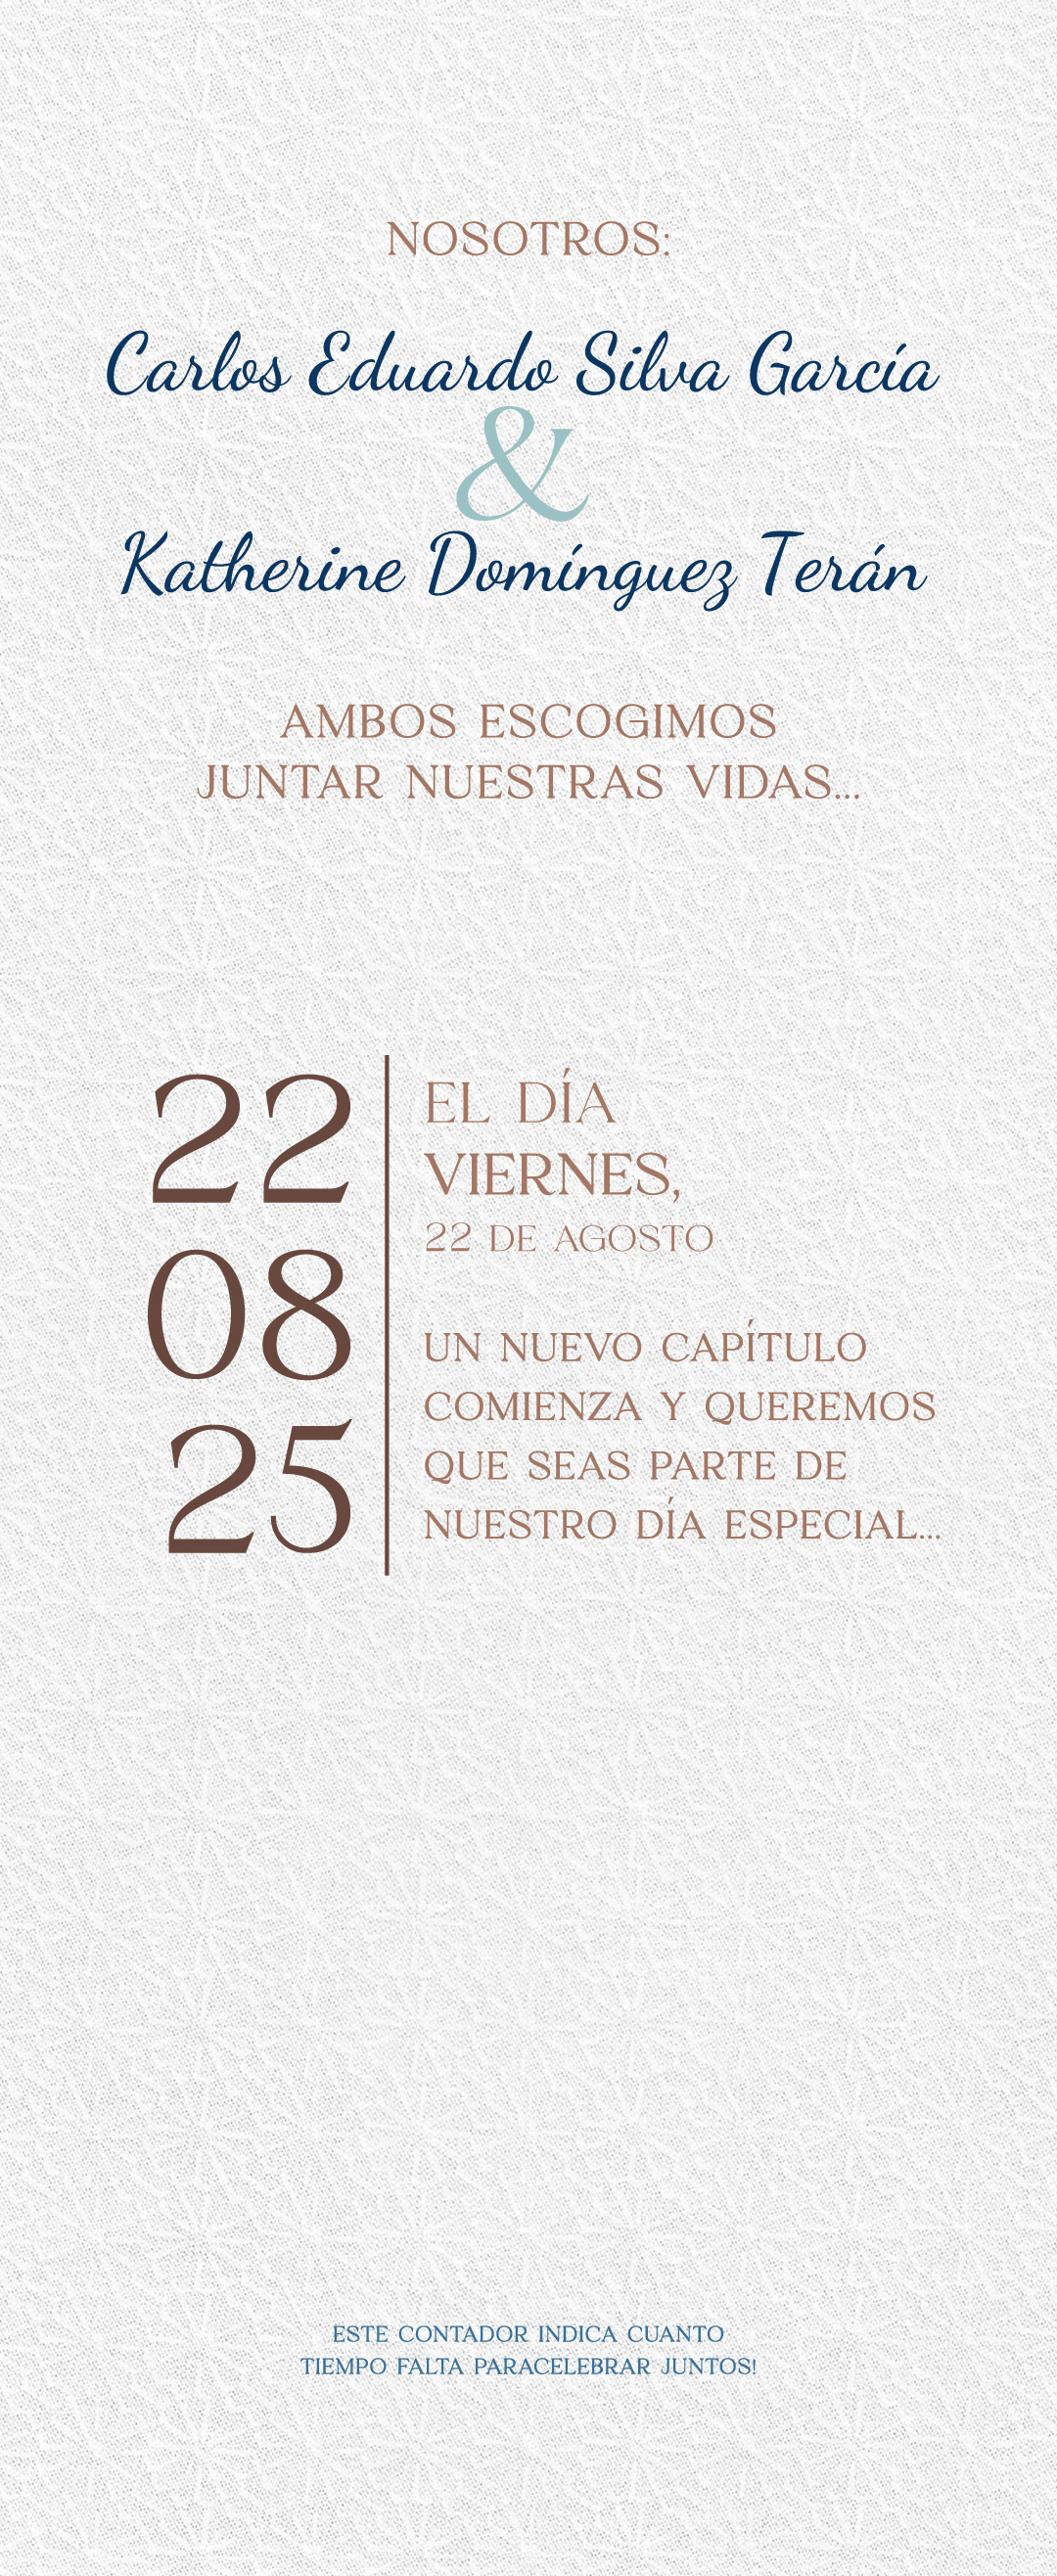 NOSOTROS:
Carlos Eduardo Silva García
&
Katherine Domínguez Terán
AMBOS ESCOGIMOS
JUNTAR NUESTRAS VIDAS...
22
08
25
EL DÍA
VIERNES,
22 DE AGOSTO
UN NUEVO CAPÍTULO
COMIENZA Y QUEREMOS
QUE SEAS PARTE DE
NUESTRO DÍA ESPECIAL...
ESTE CONTADOR INDICA CUANTO
TIEMPO FALTA PARACELEBRAR JUNTOS!